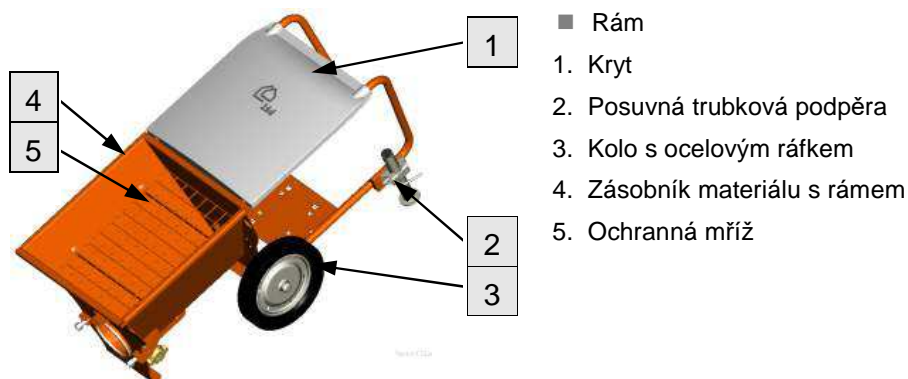 1
4
5
2
3
■ Rám
1. Kryt
2. Posuvná trubková podpěra
3. Kolo s ocelovým ráfkem
4. Zásobník materiálu s rámem
5. Ochranná mříž